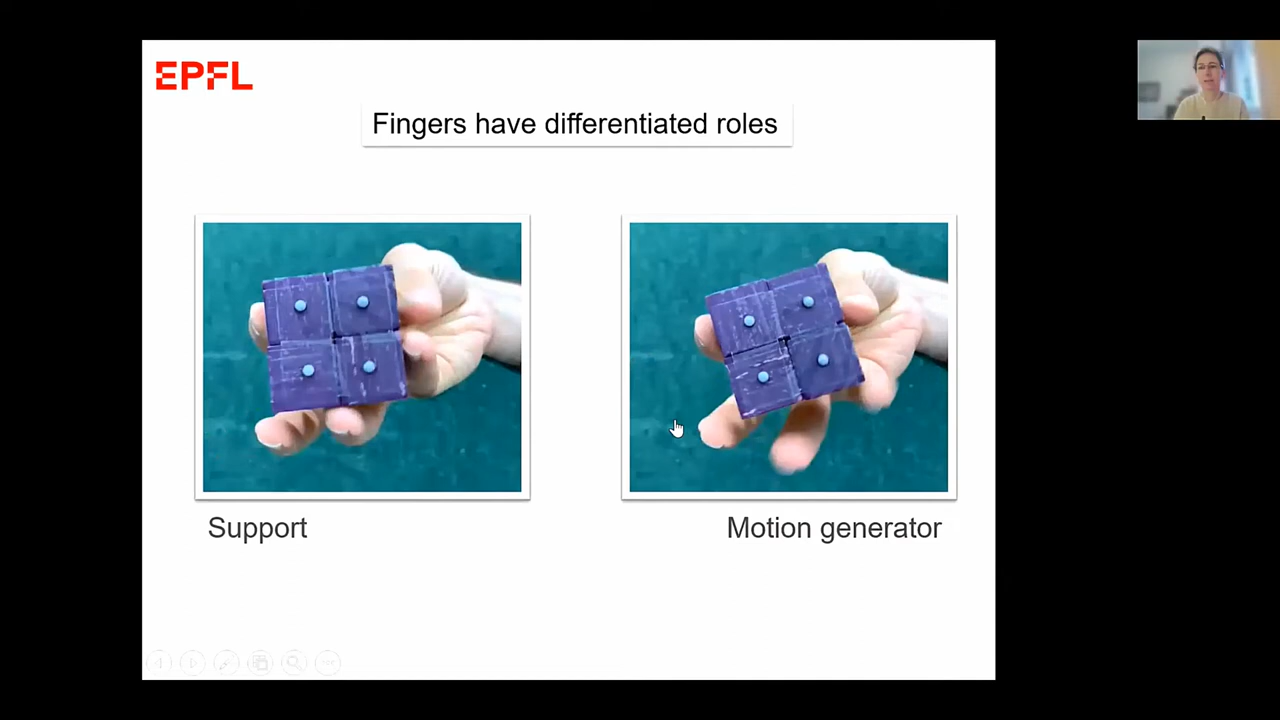 EPFL
Fingers have differentiated roles
Support
Motion generator